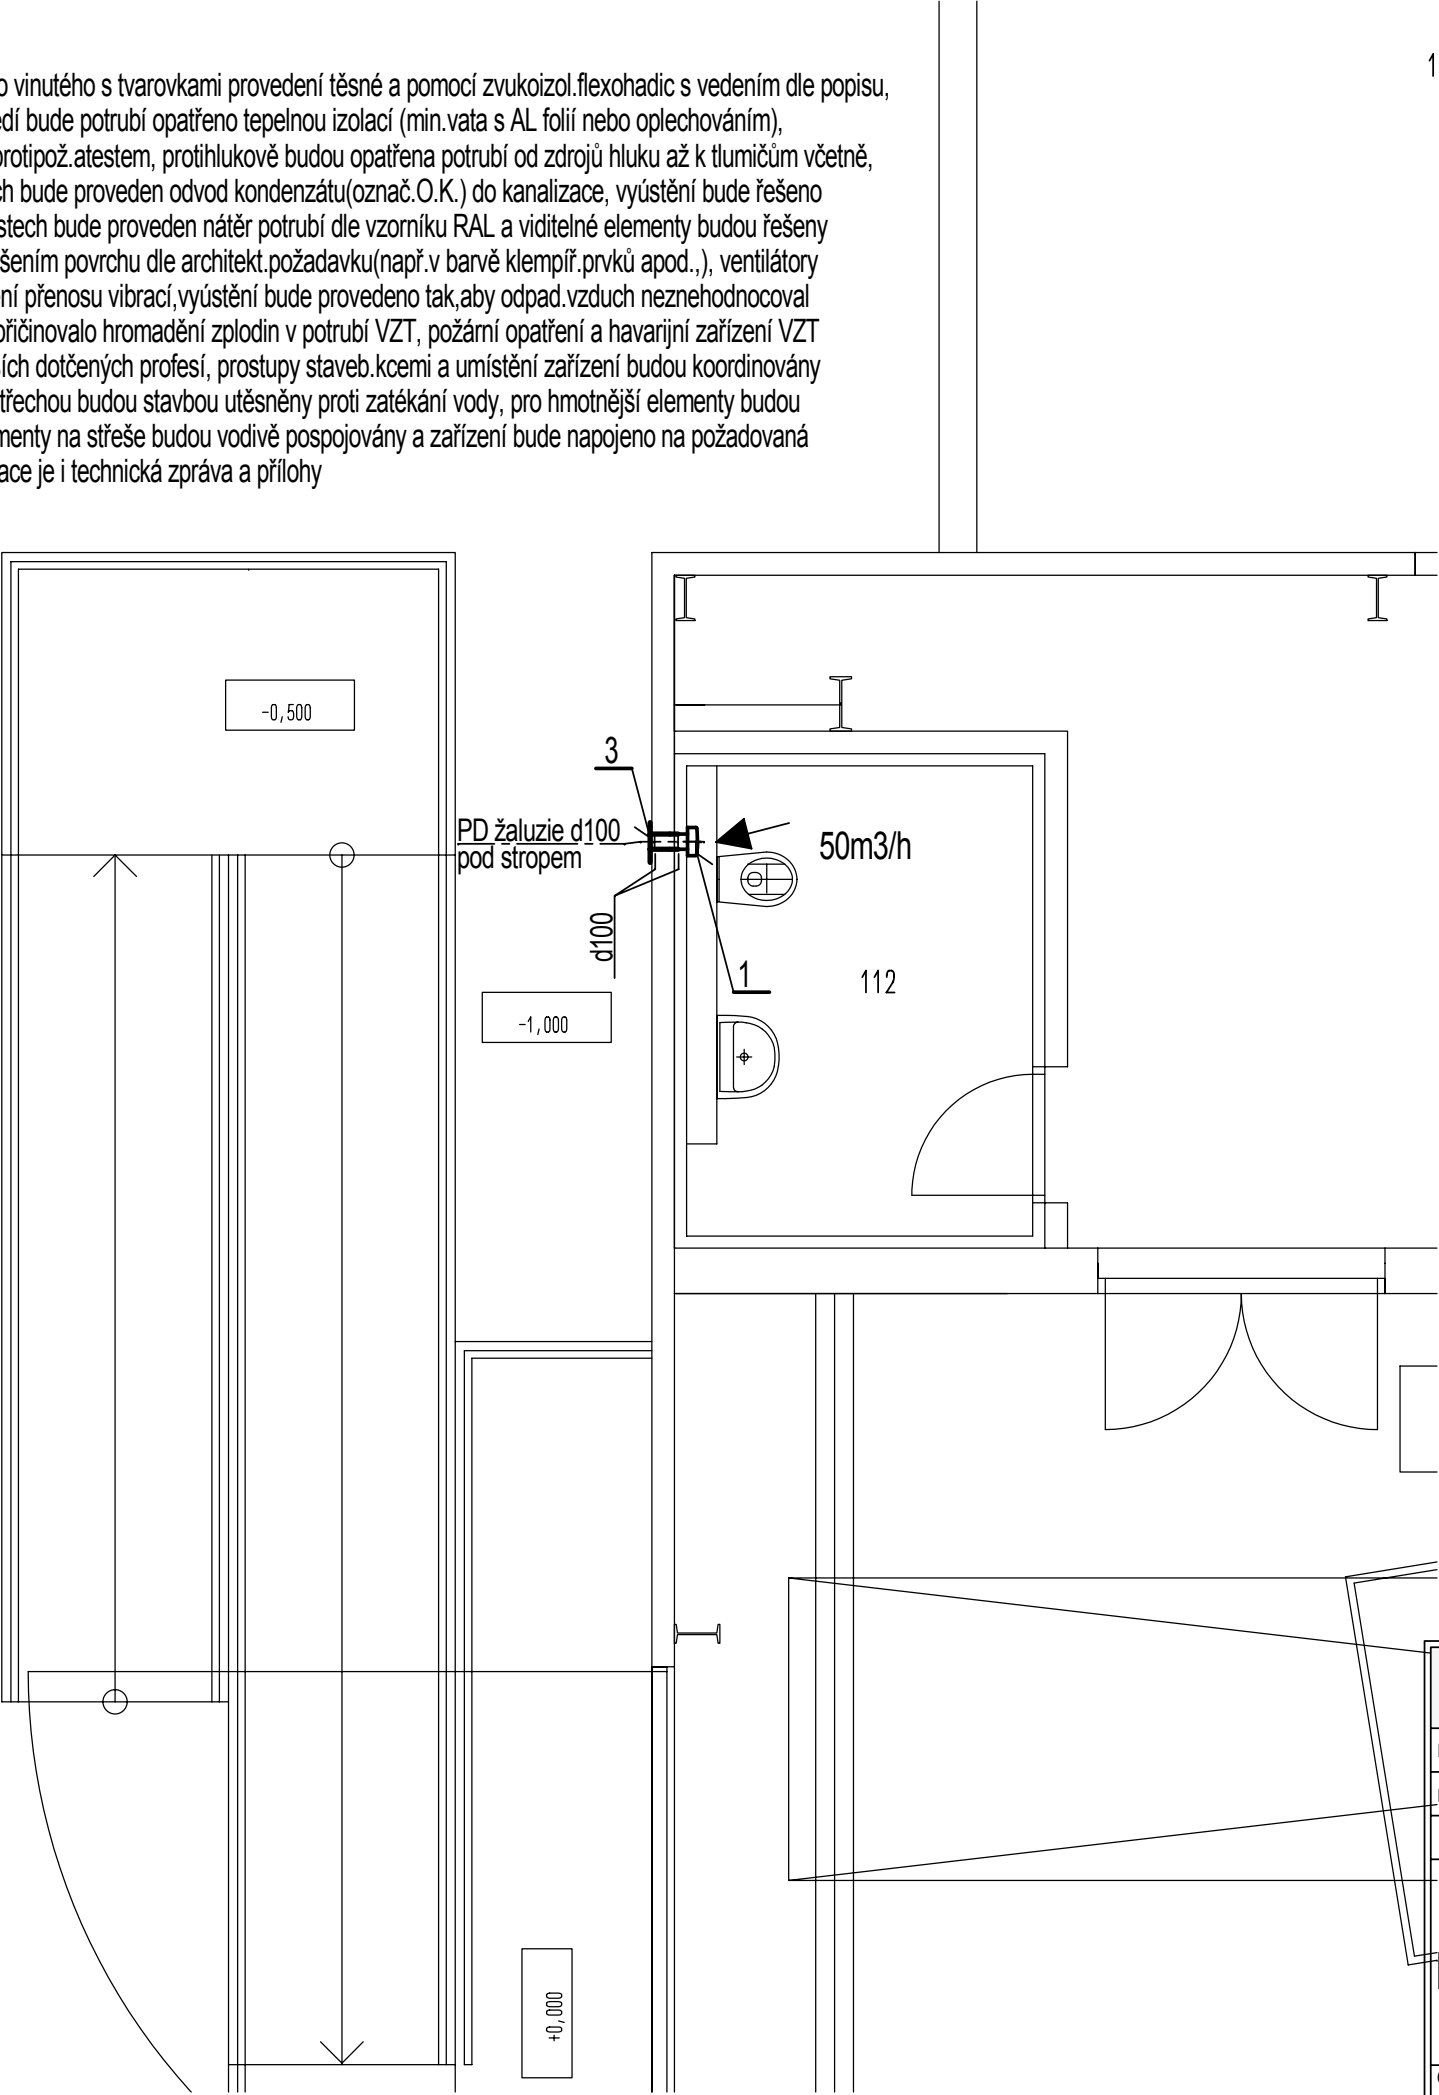 o vinutého s tvarovkami provedení těsné a pomocí zvukoizol.flexohadic s vedením dle popisu,
edí bude potrubí opatřeno tepelnou izolací (min.vata s AL folií nebo oplechováním),
protipož.atestem, protihlukově budou opatřena potrubí od zdrojů hluku až k tlumičům včetně,
ch bude proveden odvod kondenzátu(označ.O.K.) do kanalizace, vyústění bude řešeno
stech bude proveden nátěr potrubí dle vzorníku RAL a viditelné elementy budou řešeny
šením povrchu dle architekt.požadavku(např.v barvě klempíř.prvků apod.,), ventilátory
ní přenosu vibrací,vyústění bude provedeno tak,aby odpad.vzduch neznehodnocoval
příčinovalo hromadění zplodin v potrubí VZT, požární opatření a havarijní zařízení VZT
ších dotčených profesí, prostupy staveb.kcemi a umístění zařízení budou koordinovány
třechou budou stavbou utěsněny proti zatékání vody, pro hmotnější elementy budou
menty na střeše budou vodivě pospojovány a zařízení bude napojeno na požadovaná
ace je i technická zpráva a přílohy
1
-0,500
3
PD žaluzie d100
pod stropem
50m3/h
d100
1
112
-1,000
+0,000